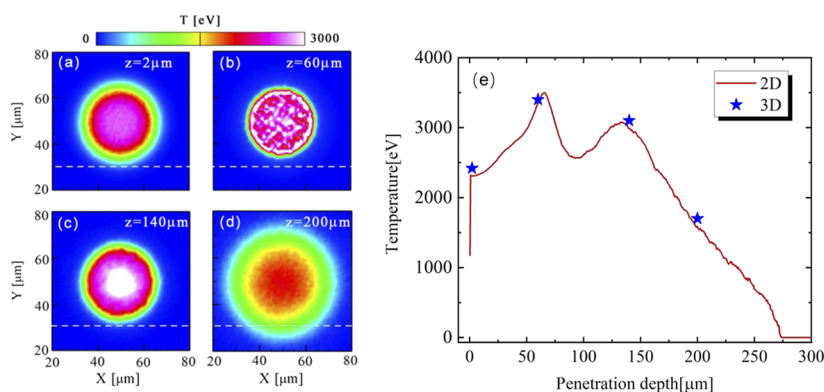 T [eV]
0 3000
80 (a) z=2μm (b) z=60μm
60
Y [μm]
40
20
80 (c) z=140μm (d) z=200μm
60
Y [μm]
40
20
20 40 60 80 20 40 60 80
X [μm] X [μm]
4000 (e) 2D
3D
3000
Temperature[eV]
2000
1000
0
0 50 100 150 200 250 300
Penetration depth[μm]